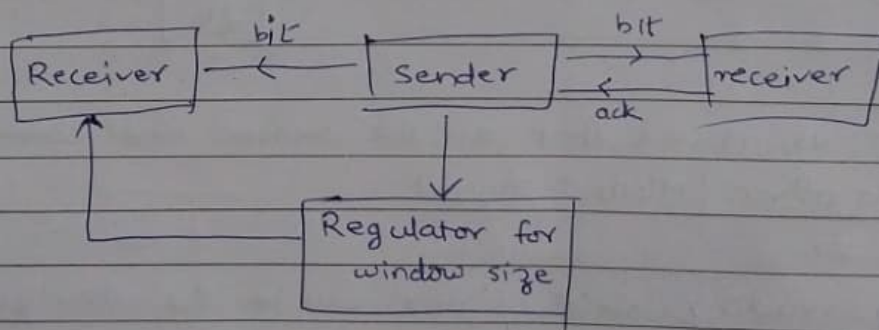 bit
bit
Receiver
Sender
receiver
ack
Regulator for
window size